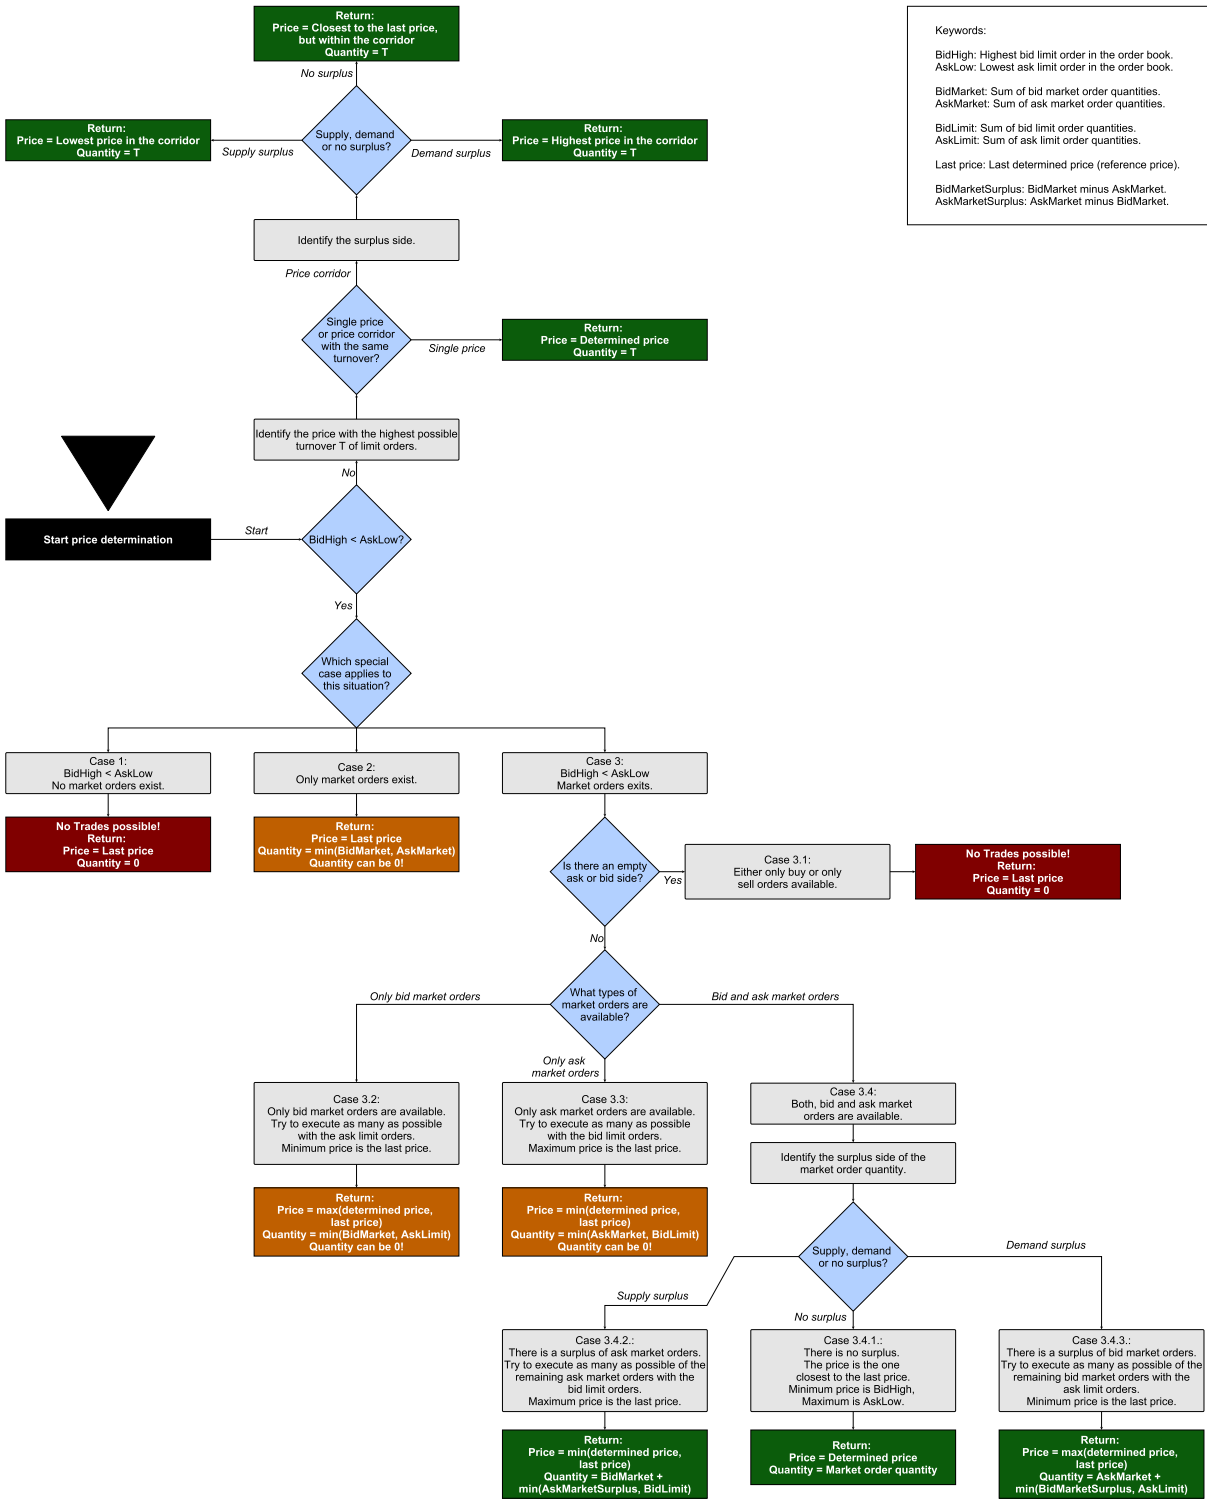 Return:
Price = Closest to the last price,
but within the corridor
Quantity = T
Keywords:
BidHigh: Highest bid limit order in the order book.
AskLow: Lowest ask limit order in the order book.
BidMarket: Sum of bid market order quantities.
AskMarket: Sum of ask market order quantities.
BidLimit: Sum of bid limit order quantities.
AskLimit: Sum of ask limit order quantities.
Last price: Last determined price (reference price).
BidMarketSurplus: BidMarket minus AskMarket.
AskMarketSurplus: AskMarket minus BidMarket.
No surplus
Return:
Price = Lowest price in the corridor
Quantity = T
Supply surplus
Supply, demand
or no surplus?
Demand surplus
Return:
Price = Highest price in the corridor
Quantity = T
Identify the surplus side.
Price corridor
Single price
or price corridor
with the same
turnover?
Single price
Return:
Price = Determined price
Quantity = T
Identify the price with the highest possible
turnover T of limit orders.
No
Start price determination
Start
BidHigh < AskLow?
Yes
Which special
case applies to
this situation?
Case 1:
BidHigh < AskLow
No market orders exist.
Case 2:
Only market orders exist.
Case 3:
BidHigh < AskLow
Market orders exits.
No Trades possible!
Return:
Price = Last price
Quantity = 0
Return:
Price = Last price
Quantity = min(BidMarket, AskMarket)
Quantity can be 0!
Is there an empty
ask or bid side?
Yes
Case 3.1:
Either only buy or only
sell orders available.
No Trades possible!
Return:
Price = Last price
Quantity = 0
No
Only bid market orders
What types of
market orders are
available?
Bid and ask market orders
Only ask
market orders
Case 3.2:
Only bid market orders are available.
Try to execute as many as possible
with the ask limit orders.
Minimum price is the last price.
Case 3.3:
Only ask market orders are available.
Try to execute as many as possible
with the bid limit orders.
Maximum price is the last price.
Case 3.4:
Both, bid and ask market
orders are available.
Identify the surplus side of the
market order quantity.
Return:
Price = max(determined price,
last price)
Quantity = min(BidMarket, AskLimit)
Quantity can be 0!
Return:
Price = min(determined price,
last price)
Quantity = min(AskMarket, BidLimit)
Quantity can be 0!
Supply, demand
or no surplus?
Demand surplus
Supply surplus
No surplus
Case 3.4.2.:
There is a surplus of ask market orders.
Try to execute as many as possible of the
remaining ask market orders with the
bid limit orders.
Maximum price is the last price.
Case 3.4.1.:
There is no surplus.
The price is the one
closest to the last price.
Minimum price is BidHigh,
Maximum is AskLow.
Case 3.4.3.:
There is a surplus of bid market orders.
Try to execute as many as possible of the
remaining bid market orders with the
ask limit orders.
Minimum price is the last price.
Return:
Price = min(determined price,
last price)
Quantity = BidMarket +
min(AskMarketSurplus, BidLimit)
Return:
Price = Determined price
Quantity = Market order quantity
Return:
Price = max(determined price,
last price)
Quantity = AskMarket +
min(BidMarketSurplus, AskLimit)